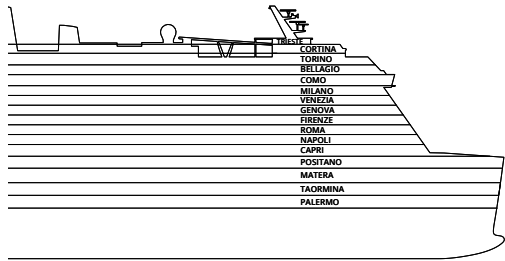 TRIESTE
CORTINA
TORINO
BELLAGIO
COMO
MILANO
VENEZIA
GENOVA
FIRENZE
ROMA
NAPOLI
CAPRI
POSITANO
MATERA
TAORMINA
PALERMO